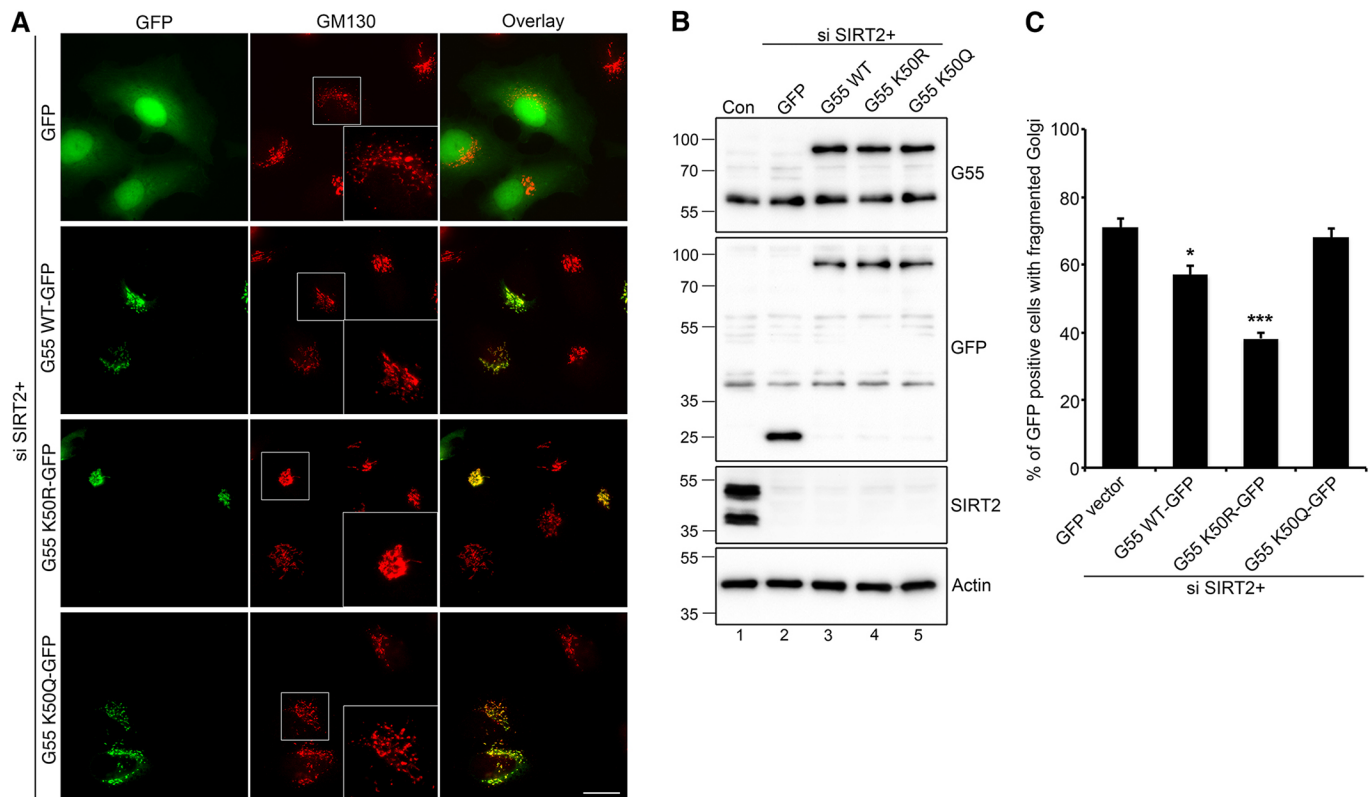 A
GFP GM130 Overlay
si SIRT2+
GFP
G55 WT-GFP
G55 K50R-GFP
G55 K50Q-GFP
B
si SIRT2+
Con GFP G55 WT G55 K50R G55 K50Q
100
70
55
G55
100
70
55
35
25
GFP
55
35
SIRT2
55
35
Actin
1 2 3 4 5
C
% of GFP positive cells with fragmented Golgi
100
80
60
40
20
0
*
***
GFP vector G55 WT-GFP G55 K50R-GFP G55 K50Q-GFP
si SIRT2+